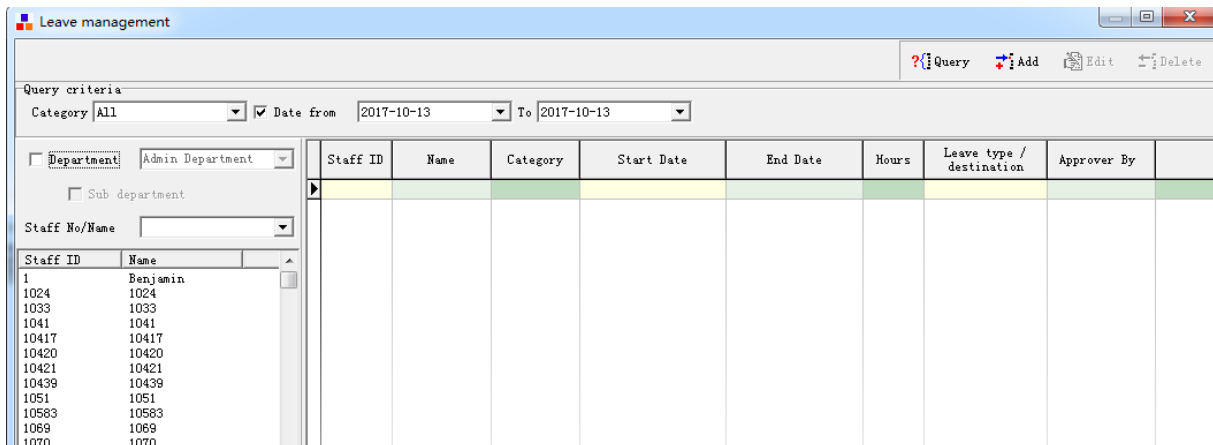 Leave management
Query Add Edit Delete
Query criteria
Category All Date from 2017-10-13 To 2017-10-13
Department Admin Department
Sub department
Staff No/Name
Staff ID Name
1 Benjamin
1024 1024
1033 1033
1041 1041
10417 10417
10420 10420
10421 10421
10439 10439
1051 1051
10583 10583
1069 1069
1070 1070
Staff ID Name Category Start Date End Date Hours Leave type / destination Approver By